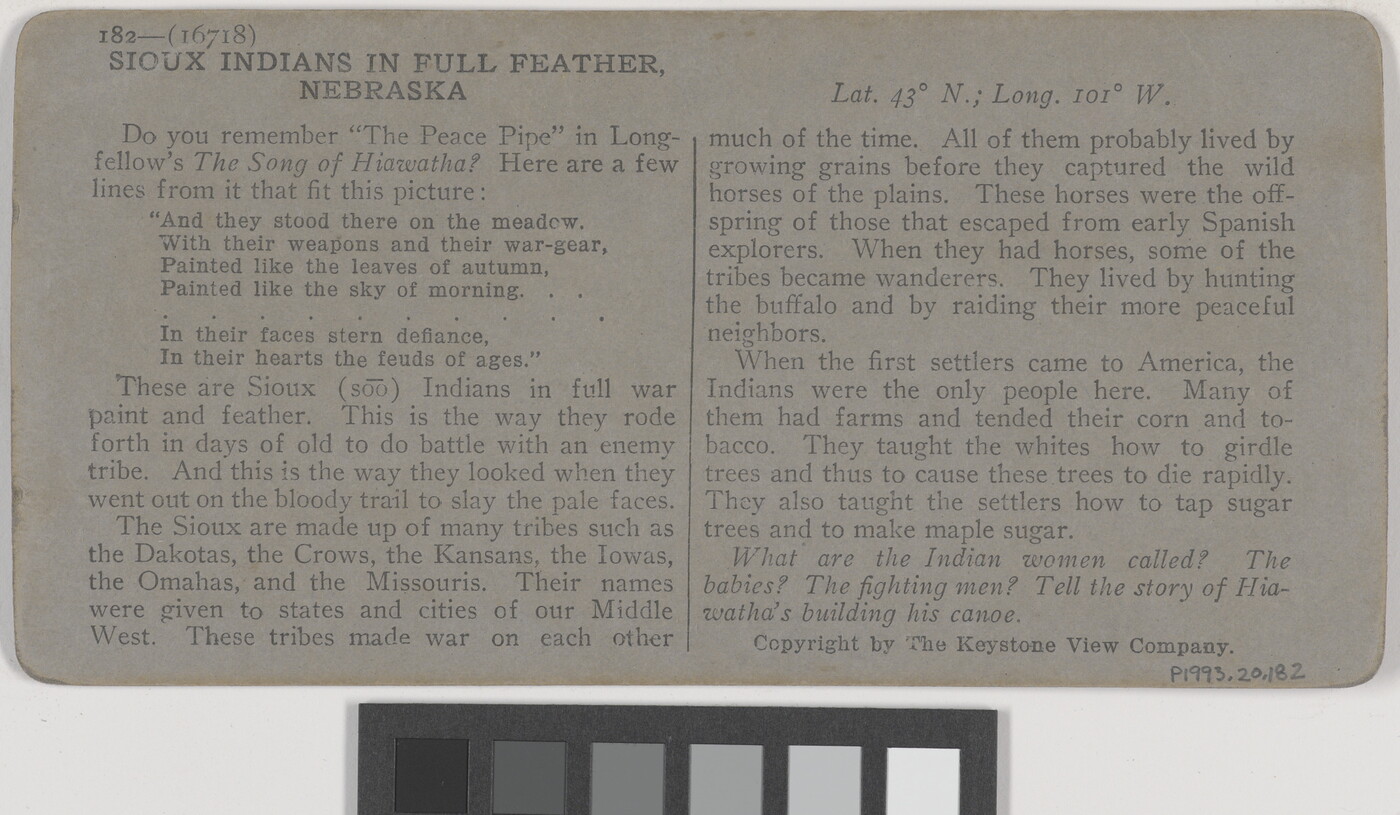 182—(16718)
SIOUX INDIANS IN FULL FEATHER,
NEBRASKA
Do you remember “The Peace Pipe” in Long-
fellow’s The Song of Hiawatha? Here are a few
lines from it that fit this picture:
“And they stood there on the meadow.
With their weapons and their war-gear,
Painted like the leaves of autumn,
Painted like the sky of morning. . .
. . . . . . . . . .
In their faces stern defiance,
In their hearts the feuds of ages.”
These are Sioux (so͞o) Indians in full war
paint and feather. This is the way they rode
forth in days of old to do battle with an enemy
tribe. And this is the way they looked when they
went out on the bloody trail to slay the pale faces.
The Sioux are made up of many tribes such as
the Dakotas, the Crows, the Kansans, the Iowas,
the Omahas, and the Missouris. Their names
were given to states and cities of our Middle
West. These tribes made war on each other
Lat. 43° N.; Long. 101° W.
much of the time. All of them probably lived by
growing grains before they captured the wild
horses of the plains. These horses were the off-
spring of those that escaped from early Spanish
explorers. When they had horses, some of the
tribes became wanderers. They lived by hunting
the buffalo and by raiding their more peaceful
neighbors.
When the first settlers came to America, the
Indians were the only people here. Many of
them had farms and tended their corn and to-
bacco. They taught the whites how to girdle
trees and thus to cause these trees to die rapidly.
They also taught the settlers how to tap sugar
trees and to make maple sugar.
What are the Indian women called? The
babies? The fighting men? Tell the story of Hia-
watha’s building his canoe.
Copyright by The Keystone View Company.
P1993.20.182